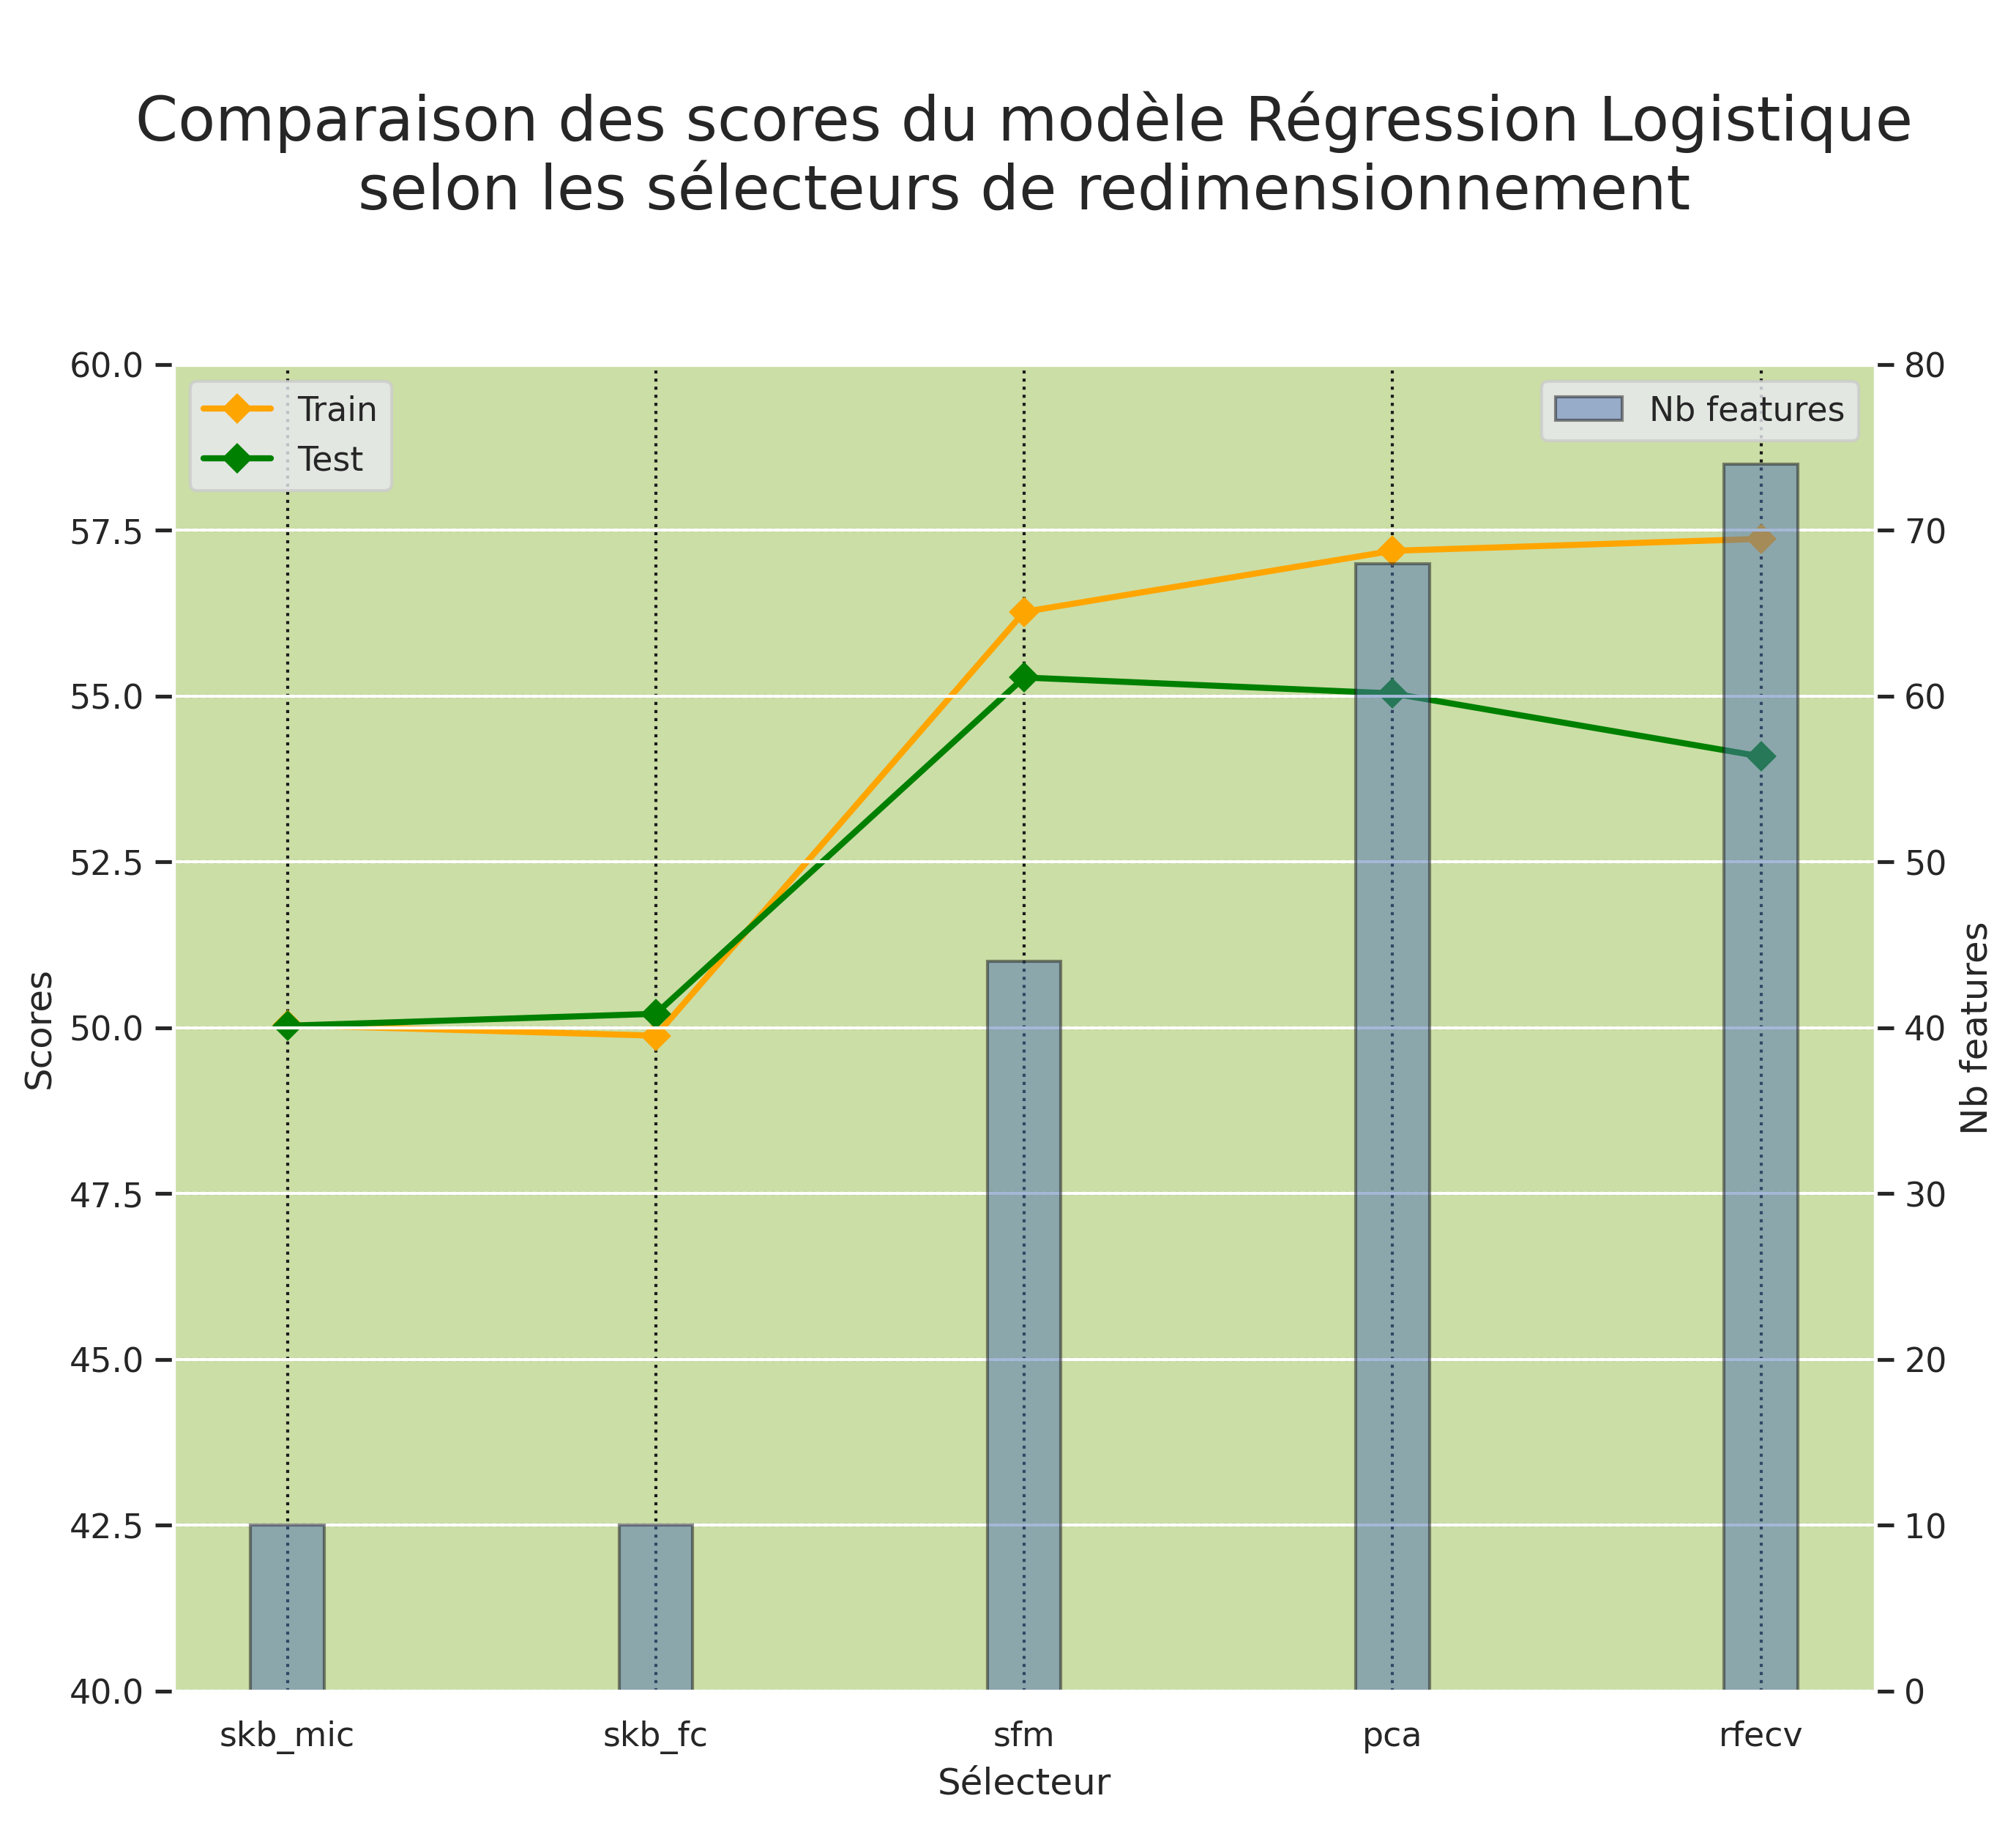 Comparaison des scores du modèle Régression Logistique
selon les sélecteurs de redimensionnement
Train
Test
Nb features
60.0
57.5
55.0
52.5
50.0
47.5
45.0
42.5
40.0
Scores
80
70
60
50
40
30
20
10
0
Nb features
skb_mic
skb_fc
sfm
pca
rfecv
Sélecteur